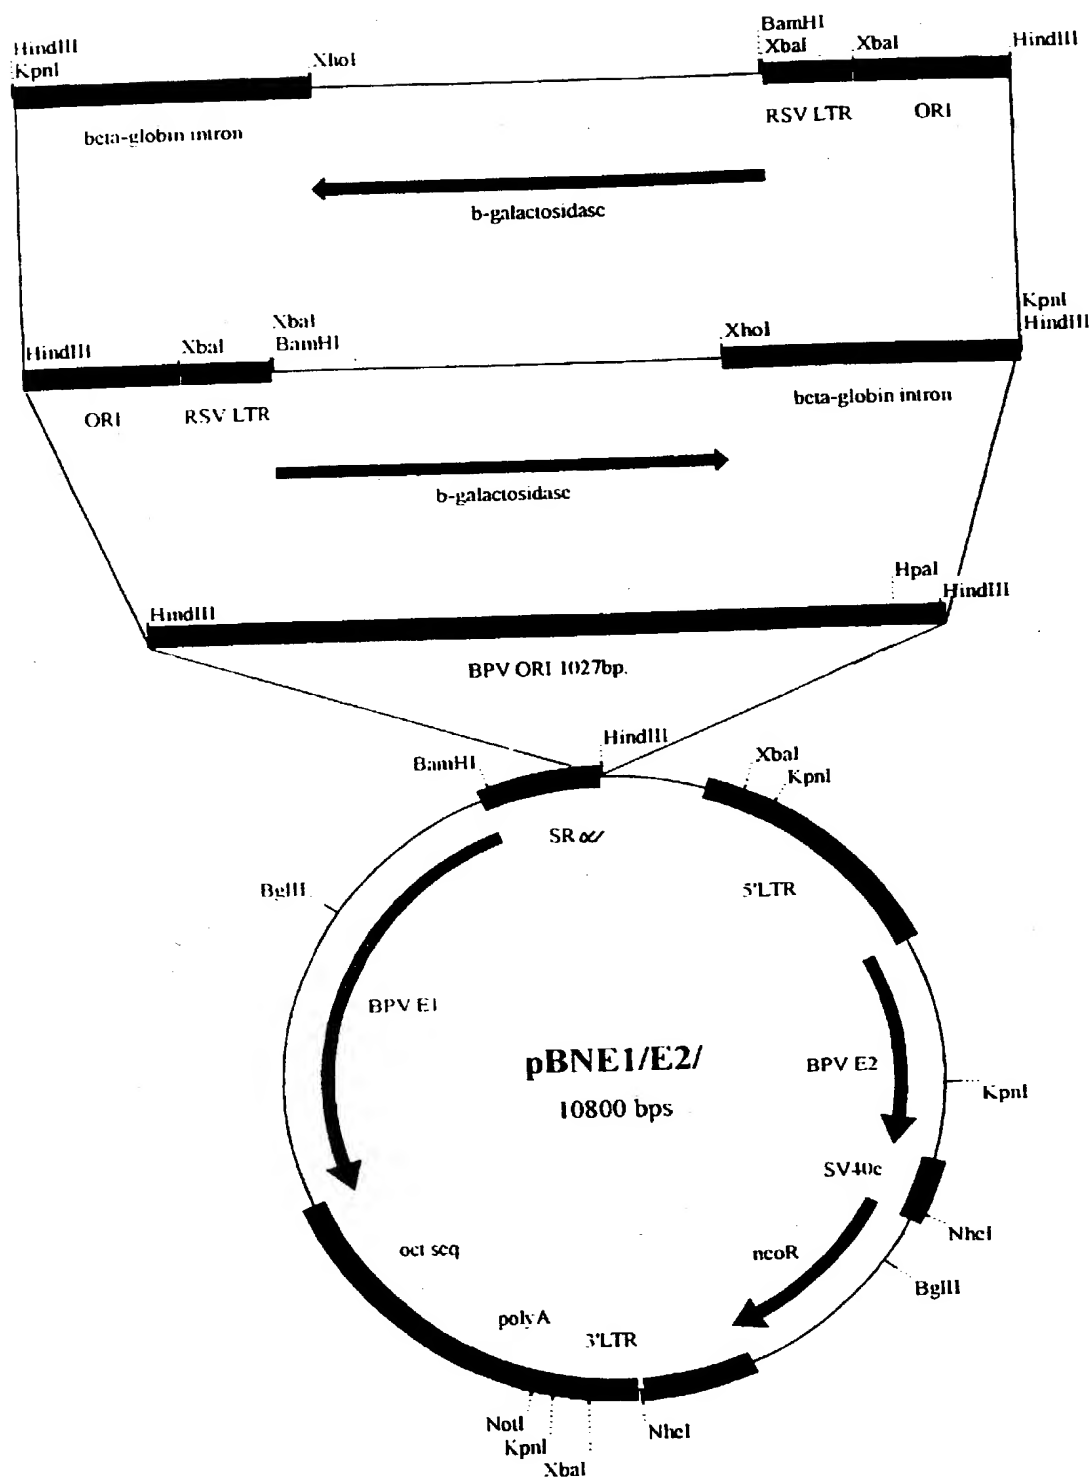 HindIII
KpnI
XhoI
BamHI
XbaI
XbaI
HindIII
beta-globin intron
RSV LTR
ORI
b-galactosidase
HindIII
XbaI
XbaI
BamHI
XhoI
KpnI
HindIII
ORI
RSV LTR
beta-globin intron
b-galactosidase
HindIII
HpaI
HindIII
BPV ORI 1027bp.
BamHI
HindIII
XbaI
KpnI
SRα
5'LTR
BglII
BPV E1
pBNE1/E2/
10800 bps
BPV E2
KpnI
SV40e
NheI
neoR
BglII
oct seq
polyA
3'LTR
NotI
KpnI
XbaI
NheI